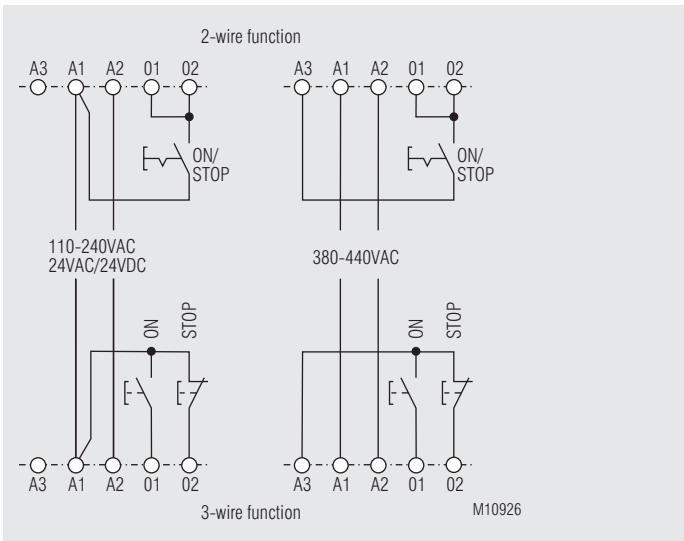 2-wire function
A3 A1 A2 01 02
A3 A1 A2 01 02
ON/
STOP
ON/
STOP
110-240VAC
24VAC/24VDC
380-440VAC
ON
STOP
ON
STOP
A3 A1 A2 01 02
A3 A1 A2 01 02
3-wire function
M10926